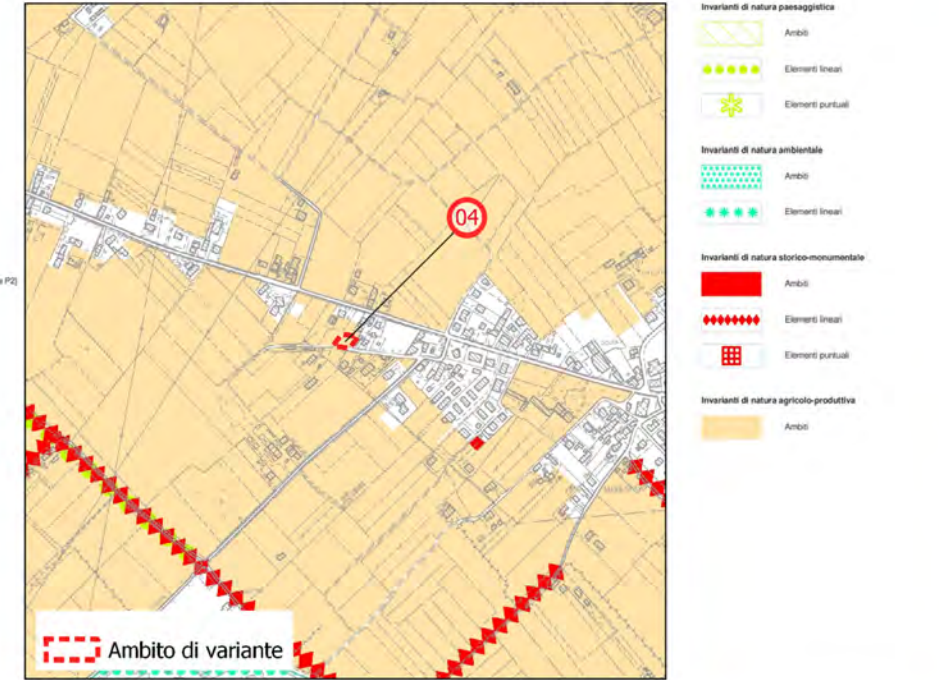 04
e P2)
Ambito di variante
Invarianti di natura paesaggistica
Ambiti
Elementi lineari
Elementi puntuali
Invarianti di natura ambientale
Ambiti
Elementi lineari
Invarianti di natura storico-monumentale
Ambiti
Elementi lineari
Elementi puntuali
Invarianti di natura agricolo-produttiva
Ambiti